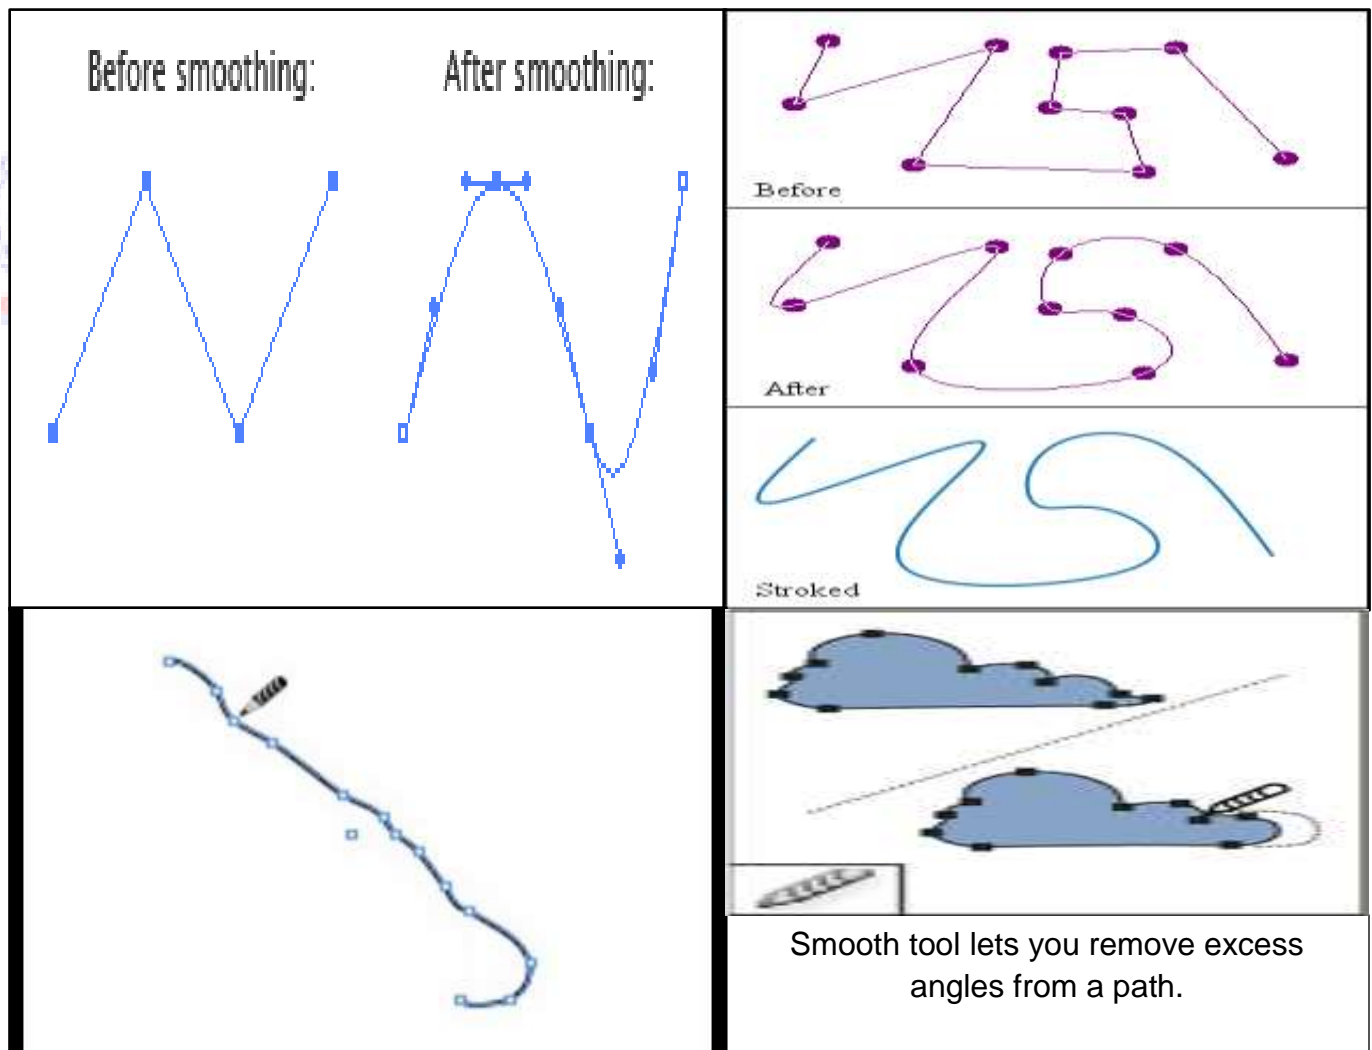 Before smoothing:
After smoothing:
Before
After
Stroked
Smooth tool lets you remove excess
angles from a path.